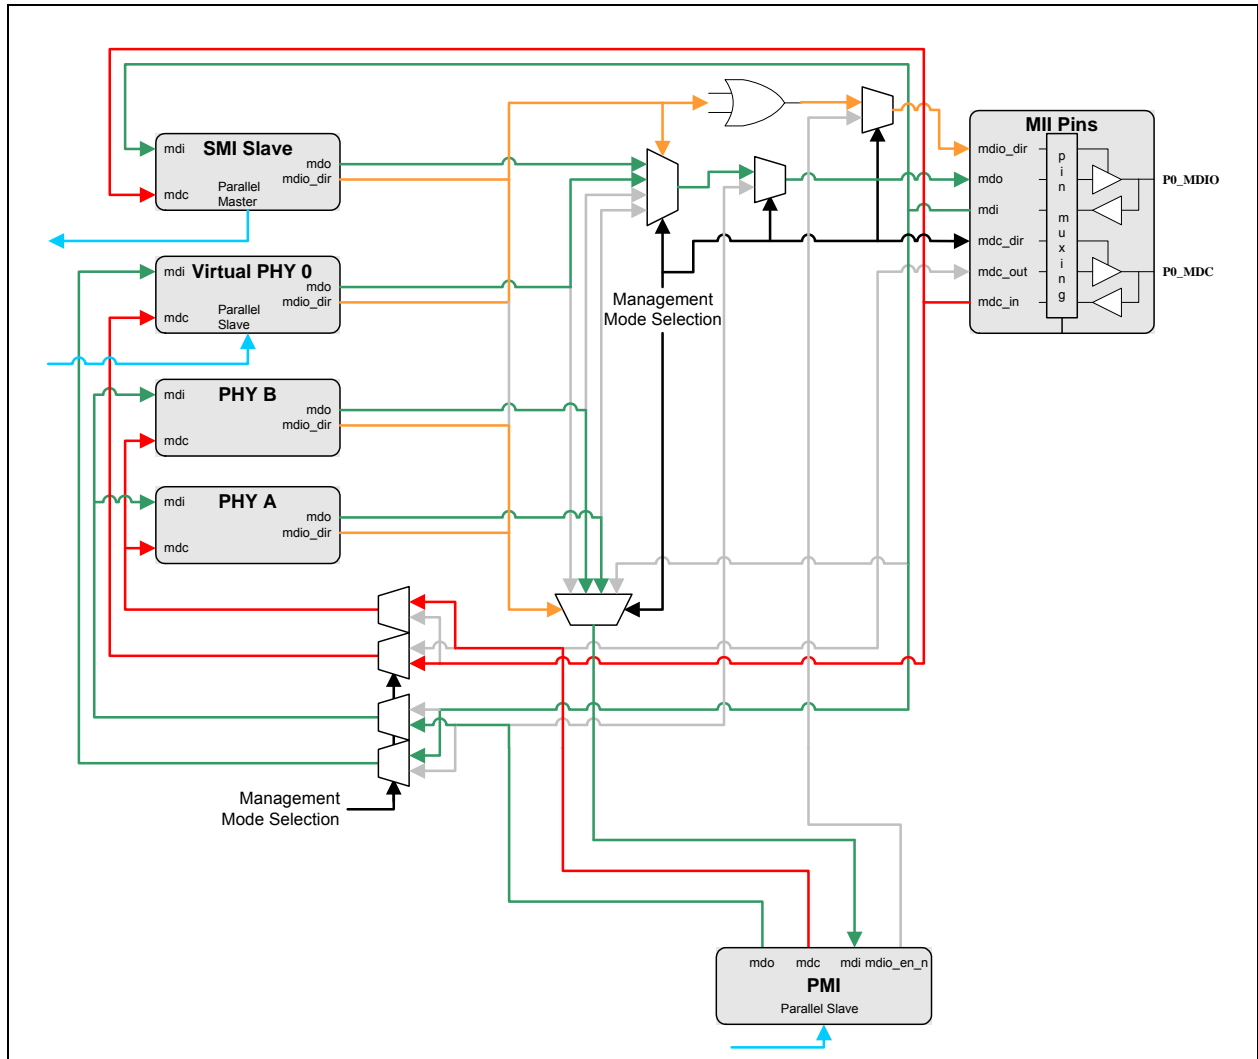 SMI Slave
mdi
mdo
mdio_dir
mdc
Parallel
Master
Virtual PHY 0
mdi
mdo
mdio_dir
mdc
Parallel
Slave
PHY B
mdi
mdo
mdio_dir
mdc
PHY A
mdi
mdo
mdio_dir
mdc
Management
Mode Selection
MII Pins
mdio_dir
mdo
mdi
mdc_dir
mdc_out
mdc_in
pin muxing
P0_MDIO
P0_MDC
Management
Mode Selection
mdo mdc mdi mdio_en_n
PMI
Parallel Slave